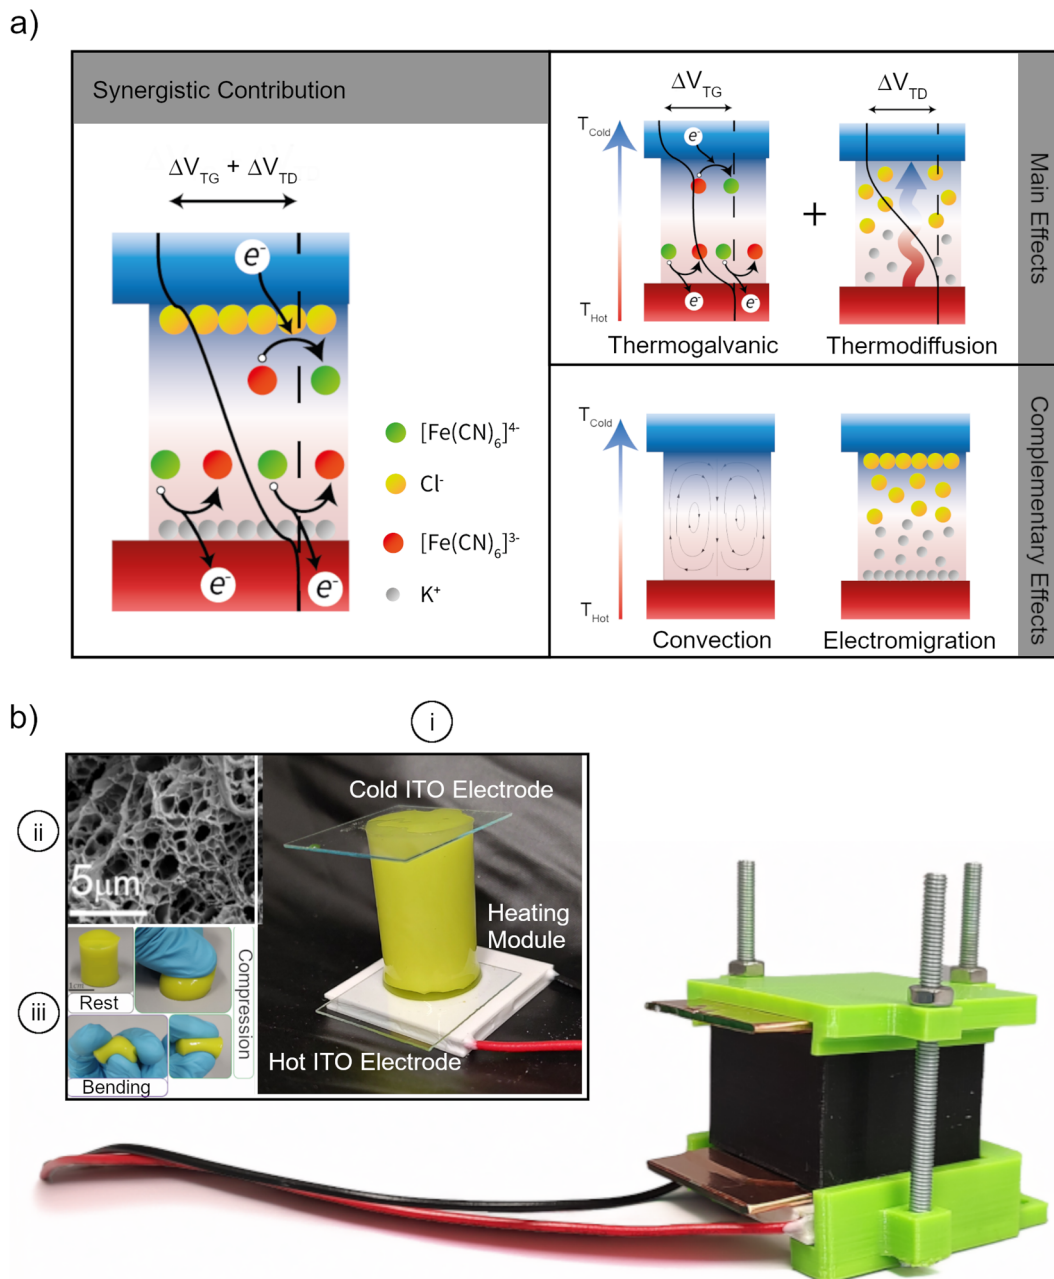 a)
Synergistic Contribution
ΔV_TG + ΔV_TD
e⁻
e⁻
e⁻
[Fe(CN)₆]⁴⁻
Cl⁻
[Fe(CN)₆]³⁻
K⁺
ΔV_TG
T_Cold
e⁻
e⁻
e⁻
T_Hot
Thermogalvanic
+
ΔV_TD
Thermodiffusion
Main Effects
T_Cold
T_Hot
Convection
Electromigration
Complementary Effects
b)
i
ii
5μm
iii
1cm
Rest
Bending
Compression
Cold ITO Electrode
Heating
Module
Hot ITO Electrode